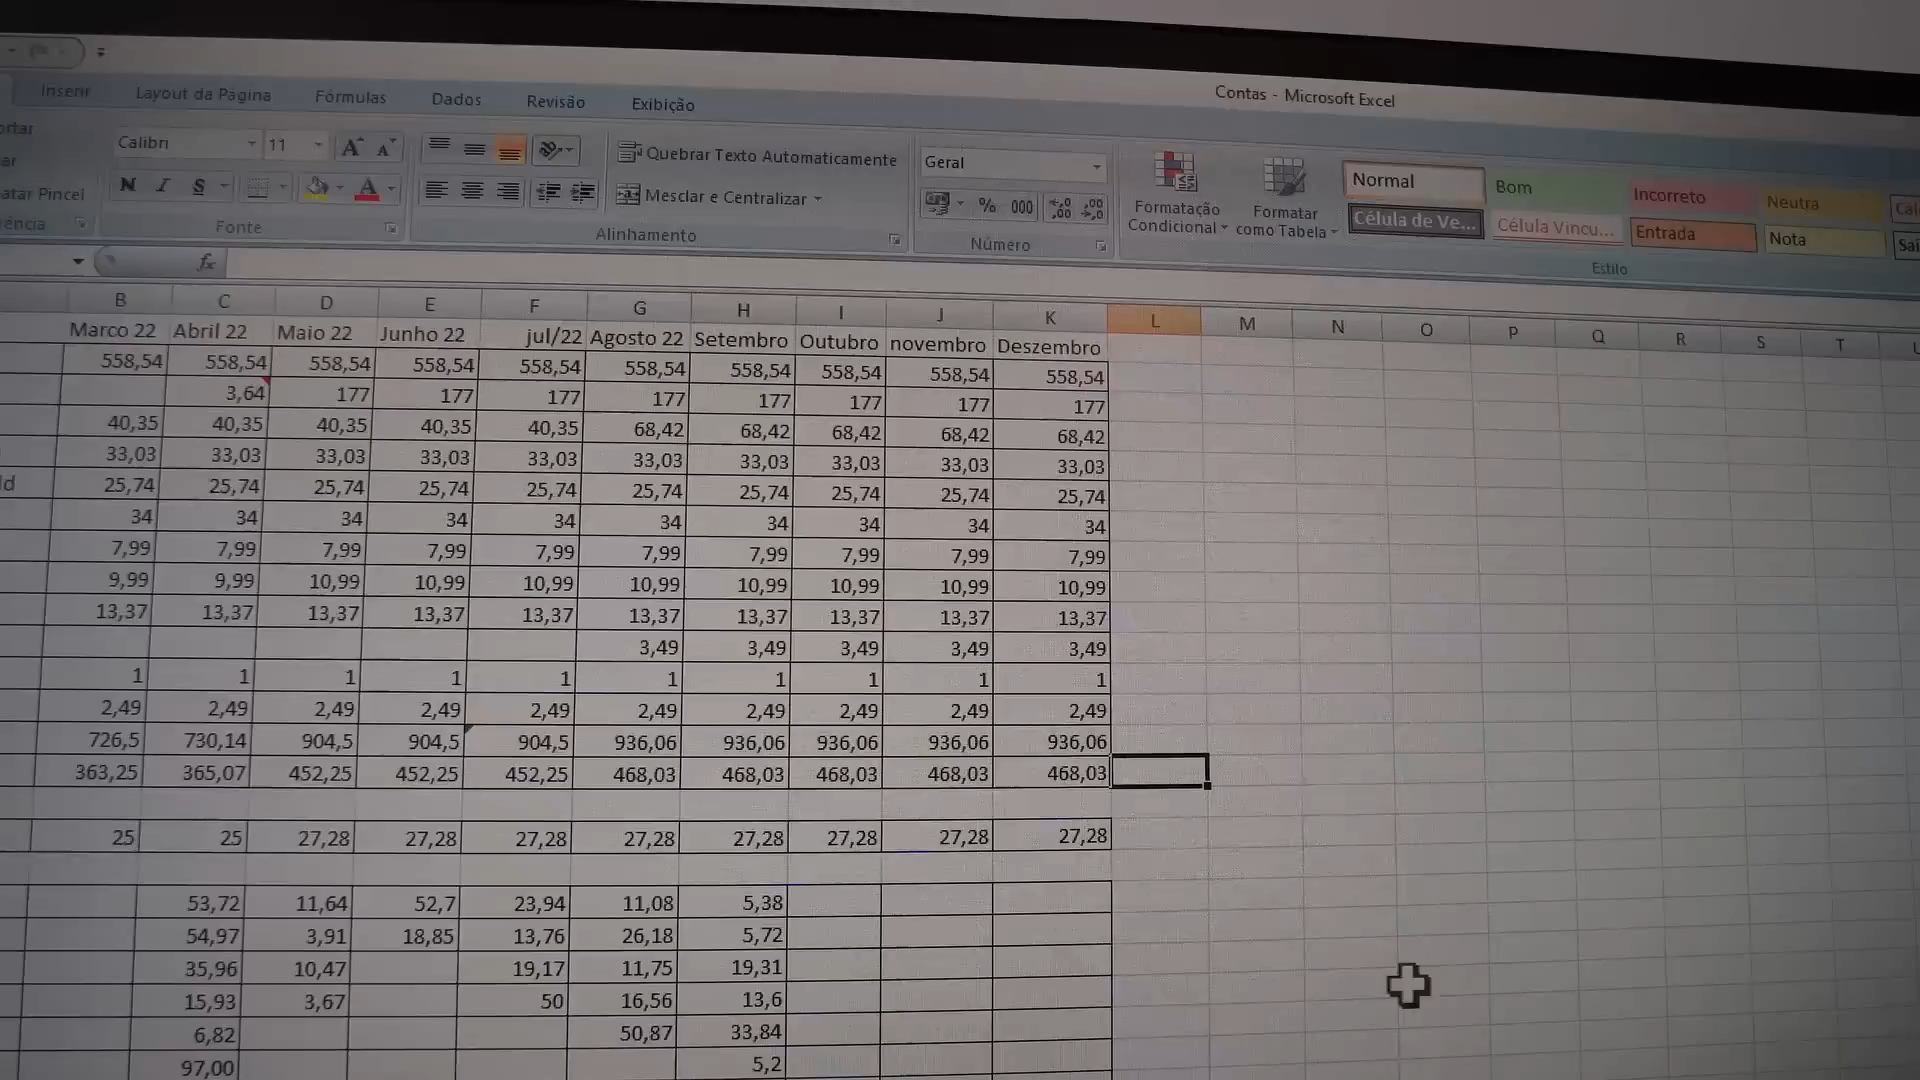 Contas - Microsoft Excel
Inserir Layout da Página Fórmulas Dados Revisão Exibição
Calibri 11 Quebrar Texto Automaticamente Geral Normal Bom Incorreto Neutra
atar Pincel N I S Mesclar e Centralizar % 000 Formatação Condicional Formatar como Tabela Célula de Ve... Célula Vincu... Entrada Nota
Fonte Alinhamento Número Estilo
fx
B C D E F G H I J K L M N O P Q R S T
Marco 22 Abril 22 Maio 22 Junho 22 jul/22 Agosto 22 Setembro Outubro novembro Deszembro
558,54 558,54 558,54 558,54 558,54 558,54 558,54 558,54 558,54 558,54
3,64 177 177 177 177 177 177 177 177
40,35 40,35 40,35 40,35 40,35 68,42 68,42 68,42 68,42 68,42
33,03 33,03 33,03 33,03 33,03 33,03 33,03 33,03 33,03 33,03
ld 25,74 25,74 25,74 25,74 25,74 25,74 25,74 25,74 25,74 25,74
34 34 34 34 34 34 34 34 34 34
7,99 7,99 7,99 7,99 7,99 7,99 7,99 7,99 7,99 7,99
9,99 9,99 10,99 10,99 10,99 10,99 10,99 10,99 10,99 10,99
13,37 13,37 13,37 13,37 13,37 13,37 13,37 13,37 13,37 13,37
3,49 3,49 3,49 3,49 3,49
1 1 1 1 1 1 1 1 1 1
2,49 2,49 2,49 2,49 2,49 2,49 2,49 2,49 2,49 2,49
726,5 730,14 904,5 904,5 904,5 936,06 936,06 936,06 936,06 936,06
363,25 365,07 452,25 452,25 452,25 468,03 468,03 468,03 468,03 468,03
25 25 27,28 27,28 27,28 27,28 27,28 27,28 27,28 27,28
53,72 11,64 52,7 23,94 11,08 5,38
54,97 3,91 18,85 13,76 26,18 5,72
35,96 10,47 19,17 11,75 19,31
15,93 3,67 50 16,56 13,6
6,82 50,87 33,84
97,00 5,2